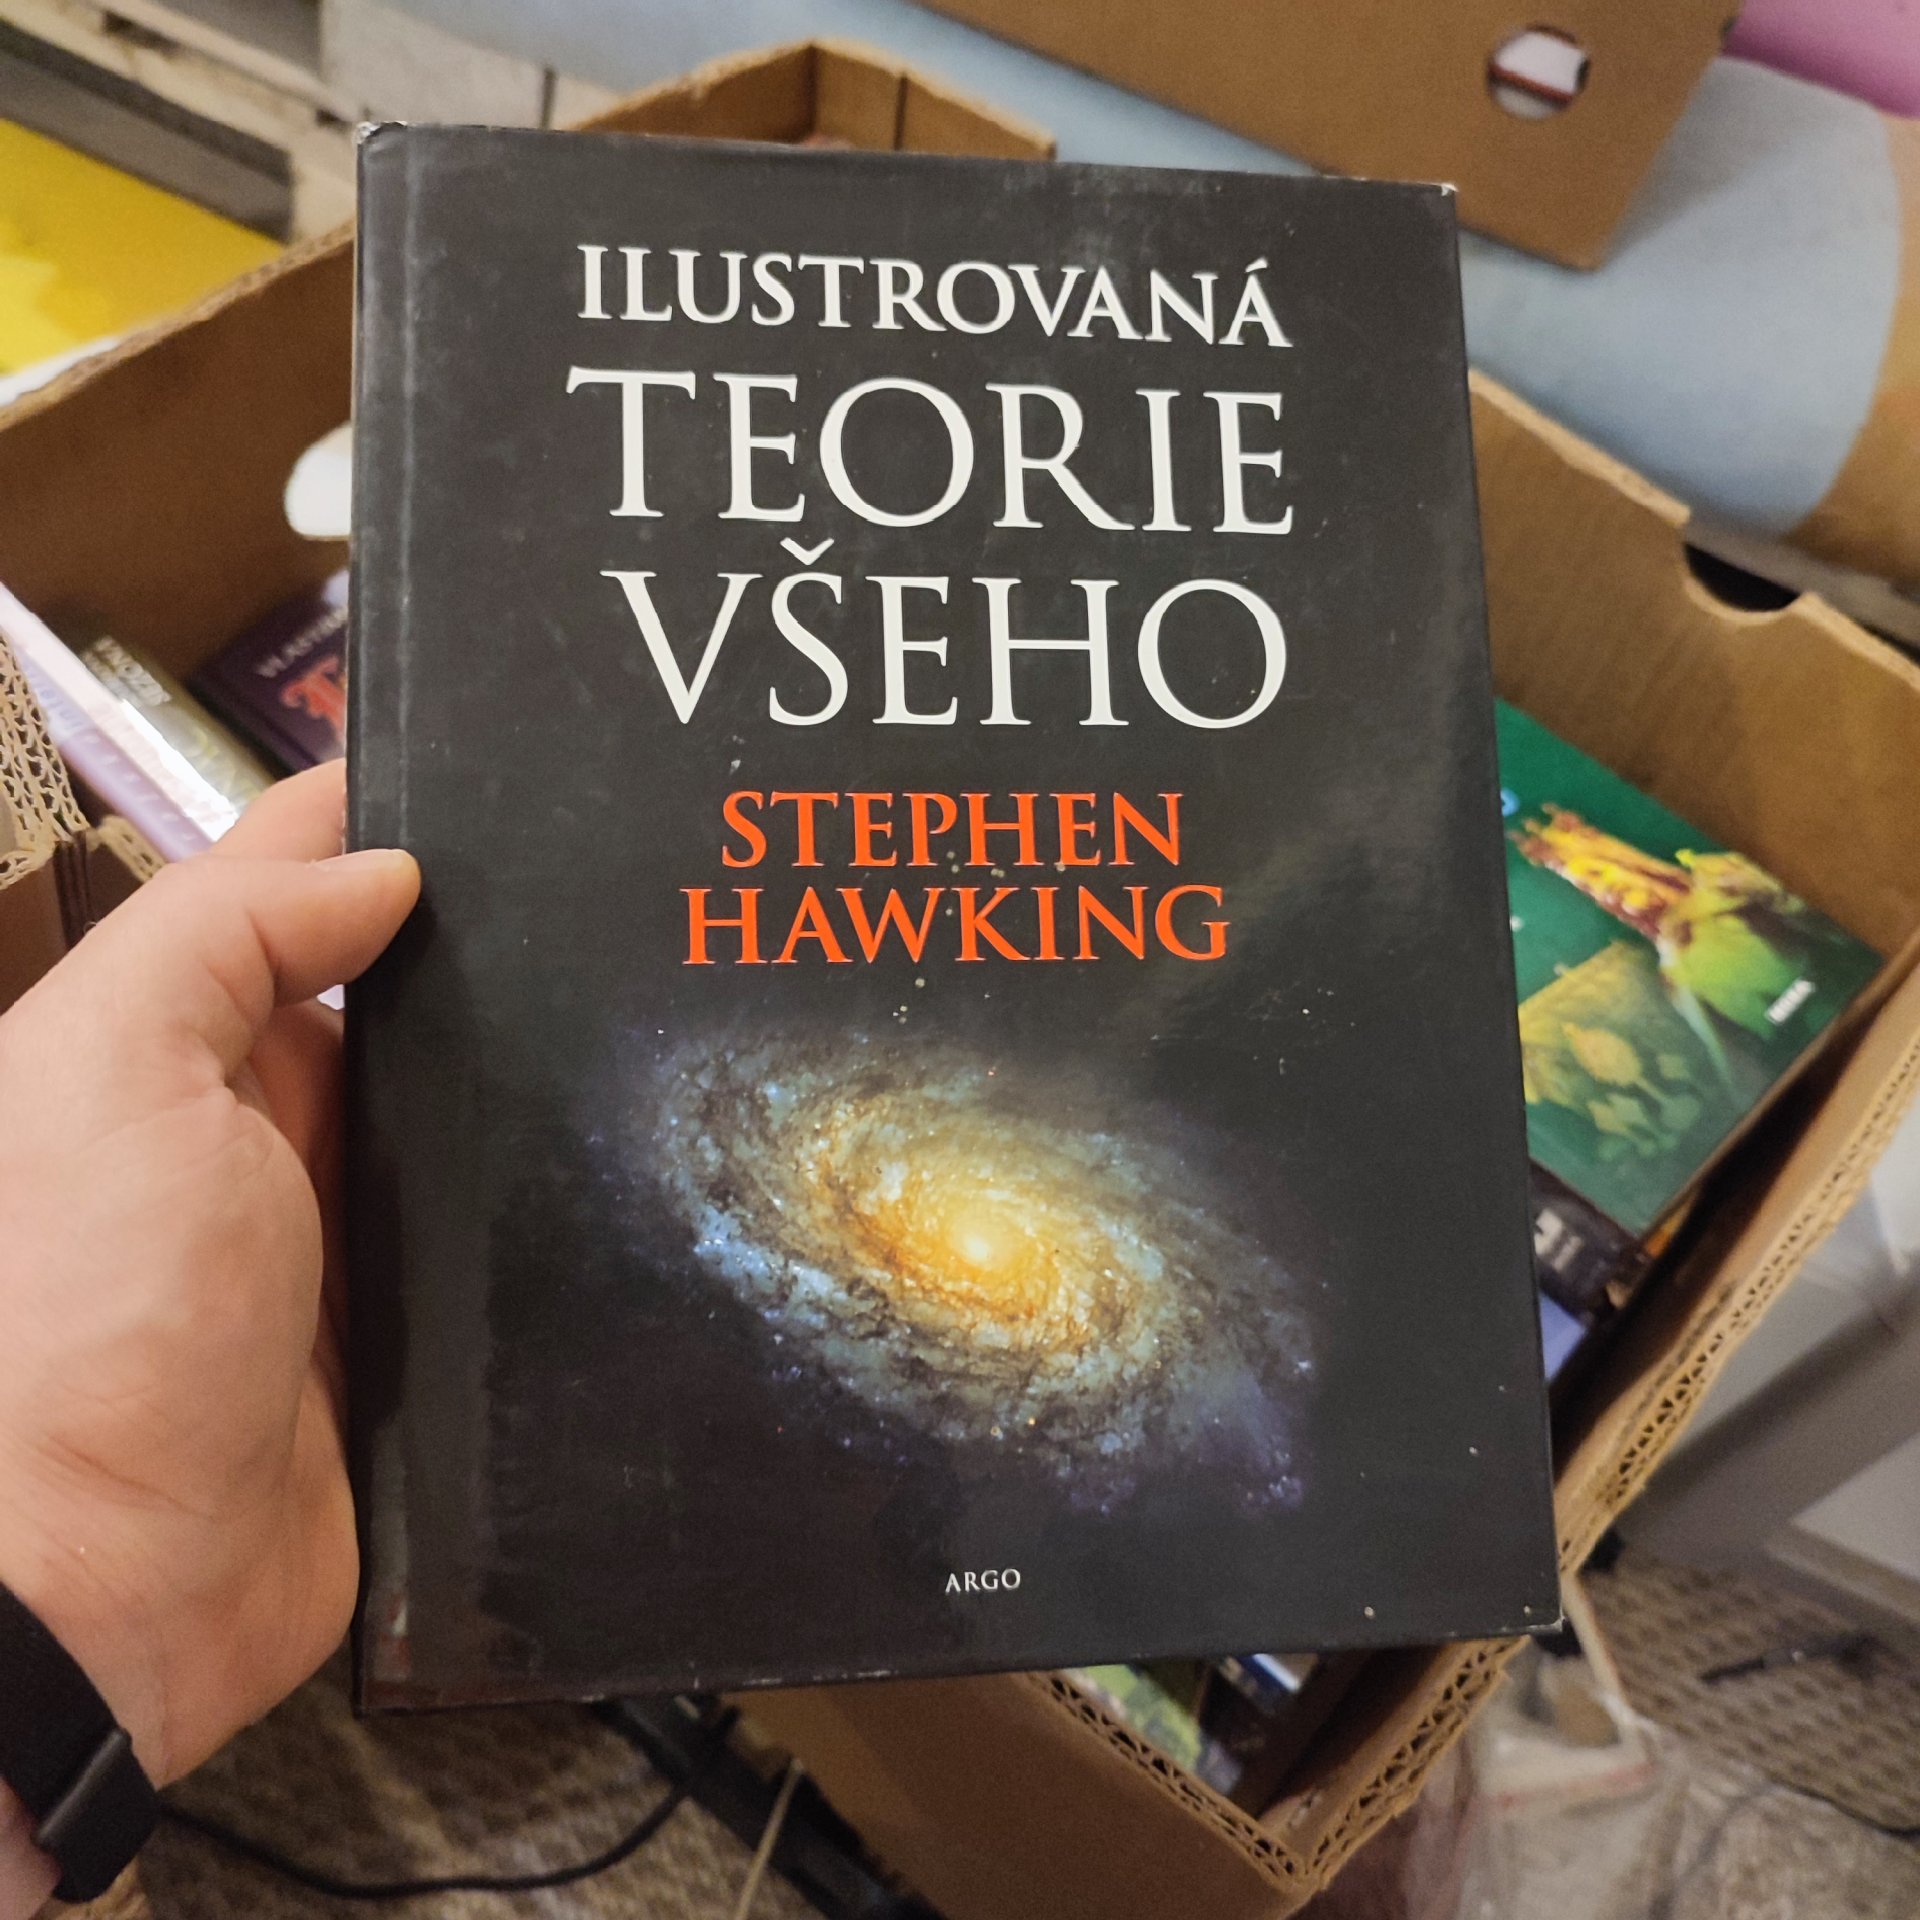 ILUSTROVANÁ
TEORIE
VŠEHO
STEPHEN
HAWKING
ARGO